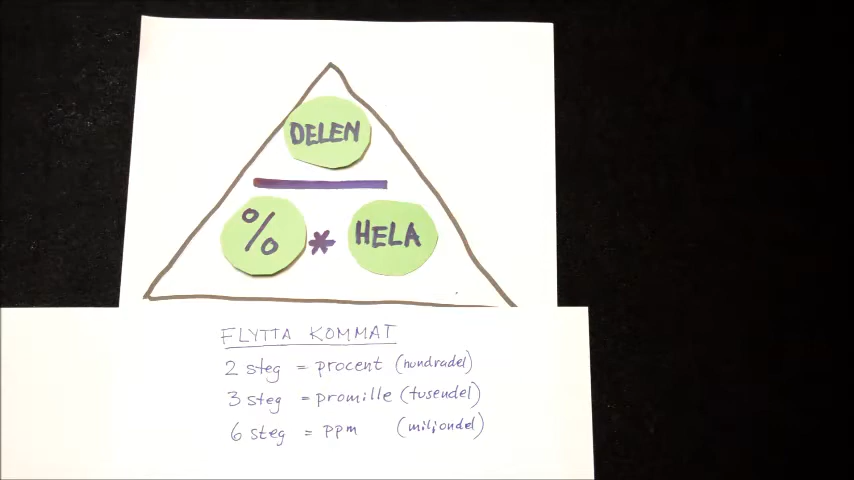 DELEN
% * HELA
FLYTTA KOMMAT
2 steg = procent (hundradel)
3 steg = promille (tusendel)
6 steg = ppm (miljondel)